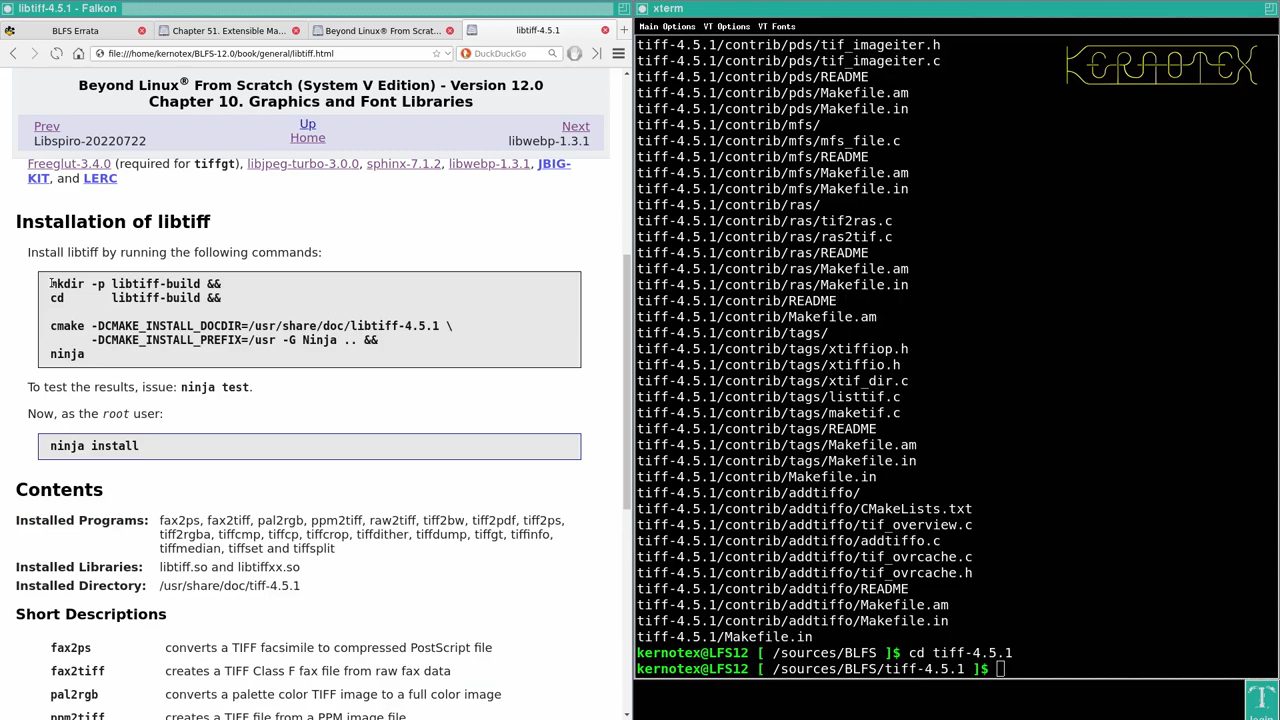 libtiff-4.5.1 - Falkon
BLFS Errata
Chapter 51. Extensible Ma...
Beyond Linux® From Scrat...
libtiff-4.5.1
file:///home/kernotex/BLFS-12.0/book/general/libtiff.html
DuckDuckGo
Beyond Linux® From Scratch (System V Edition) - Version 12.0
Chapter 10. Graphics and Font Libraries
Prev
Up
Next
Libspiro-20220722
Home
libwebp-1.3.1
Freeglut-3.4.0 (required for tiffgt), libjpeg-turbo-3.0.0, sphinx-7.1.2, libwebp-1.3.1, JBIG-
KIT, and LERC
Installation of libtiff
Install libtiff by running the following commands:
mkdir -p libtiff-build &&
cd       libtiff-build &&
cmake -DCMAKE_INSTALL_DOCDIR=/usr/share/doc/libtiff-4.5.1 \
      -DCMAKE_INSTALL_PREFIX=/usr -G Ninja .. &&
ninja
To test the results, issue: ninja test.
Now, as the root user:
ninja install
Contents
Installed Programs: fax2ps, fax2tiff, pal2rgb, ppm2tiff, raw2tiff, tiff2bw, tiff2pdf, tiff2ps,
tiff2rgba, tiffcmp, tiffcp, tiffcrop, tiffdither, tiffdump, tiffgt, tiffinfo,
tiffmedian, tiffset and tiffsplit
Installed Libraries: libtiff.so and libtiffxx.so
Installed Directory: /usr/share/doc/tiff-4.5.1
Short Descriptions
fax2ps converts a TIFF facsimile to compressed PostScript file
fax2tiff creates a TIFF Class F fax file from raw fax data
pal2rgb converts a palette color TIFF image to a full color image
ppm2tiff creates a TIFF file from a PPM image file
xterm
Main Options VT Options VT Fonts
KERNOTEX
tiff-4.5.1/contrib/pds/tif_imageiter.h
tiff-4.5.1/contrib/pds/tif_imageiter.c
tiff-4.5.1/contrib/pds/README
tiff-4.5.1/contrib/pds/Makefile.am
tiff-4.5.1/contrib/pds/Makefile.in
tiff-4.5.1/contrib/mfs/
tiff-4.5.1/contrib/mfs/mfs_file.c
tiff-4.5.1/contrib/mfs/README
tiff-4.5.1/contrib/mfs/Makefile.am
tiff-4.5.1/contrib/mfs/Makefile.in
tiff-4.5.1/contrib/ras/
tiff-4.5.1/contrib/ras/tif2ras.c
tiff-4.5.1/contrib/ras/ras2tif.c
tiff-4.5.1/contrib/ras/README
tiff-4.5.1/contrib/ras/Makefile.am
tiff-4.5.1/contrib/ras/Makefile.in
tiff-4.5.1/contrib/README
tiff-4.5.1/contrib/Makefile.am
tiff-4.5.1/contrib/tags/
tiff-4.5.1/contrib/tags/xtiffiop.h
tiff-4.5.1/contrib/tags/xtiffio.h
tiff-4.5.1/contrib/tags/xtif_dir.c
tiff-4.5.1/contrib/tags/listtif.c
tiff-4.5.1/contrib/tags/maketif.c
tiff-4.5.1/contrib/tags/README
tiff-4.5.1/contrib/tags/Makefile.am
tiff-4.5.1/contrib/tags/Makefile.in
tiff-4.5.1/contrib/Makefile.in
tiff-4.5.1/contrib/addtiffo/
tiff-4.5.1/contrib/addtiffo/CMakeLists.txt
tiff-4.5.1/contrib/addtiffo/tif_overview.c
tiff-4.5.1/contrib/addtiffo/addtiffo.c
tiff-4.5.1/contrib/addtiffo/tif_ovrcache.c
tiff-4.5.1/contrib/addtiffo/tif_ovrcache.h
tiff-4.5.1/contrib/addtiffo/README
tiff-4.5.1/contrib/addtiffo/Makefile.am
tiff-4.5.1/contrib/addtiffo/Makefile.in
tiff-4.5.1/Makefile.in
kernotex@LFS12 [ /sources/BLFS ]$ cd tiff-4.5.1
kernotex@LFS12 [ /sources/BLFS/tiff-4.5.1 ]$
login